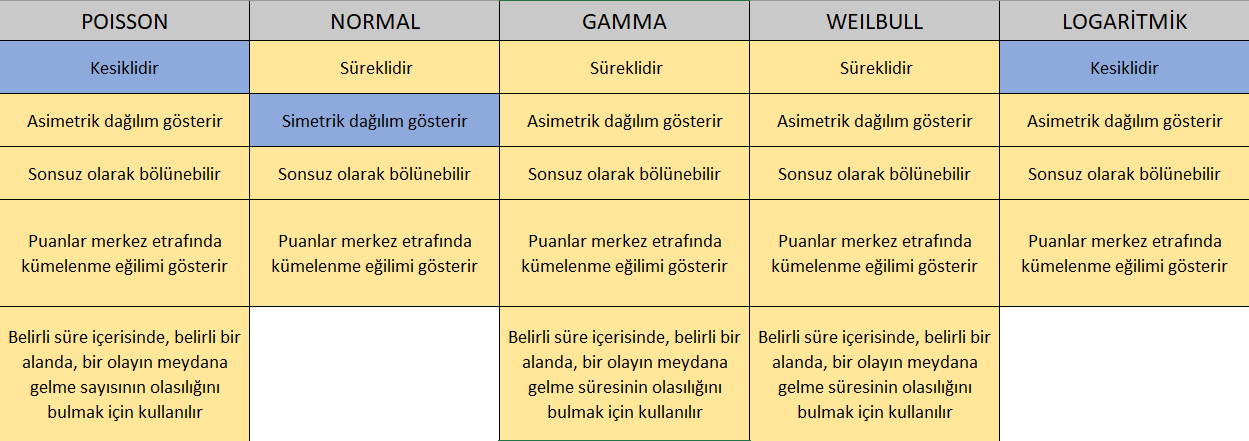 POISSON NORMAL GAMMA WEILBULL LOGARİTMİK
Kesiklidir Süreklidir Süreklidir Süreklidir Kesiklidir
Asimetrik dağılım gösterir Simetrik dağılım gösterir Asimetrik dağılım gösterir Asimetrik dağılım gösterir Asimetrik dağılım gösterir
Sonsuz olarak bölünebilir Sonsuz olarak bölünebilir Sonsuz olarak bölünebilir Sonsuz olarak bölünebilir Sonsuz olarak bölünebilir
Puanlar merkez etrafında Puanlar merkez etrafında Puanlar merkez etrafında Puanlar merkez etrafında Puanlar merkez etrafında
kümelenme eğilimi gösterir kümelenme eğilimi gösterir kümelenme eğilimi gösterir kümelenme eğilimi gösterir kümelenme eğilimi gösterir
Belirli süre içerisinde, belirli bir Belirli süre içerisinde, belirli bir Belirli süre içerisinde, belirli bir
alanda, bir olayın meydana alanda, bir olayın meydana alanda, bir olayın meydana
gelme sayısının olasılığını gelme süresinin olasılığını gelme süresinin olasılığını
bulmak için kullanılır bulmak için kullanılır bulmak için kullanılır